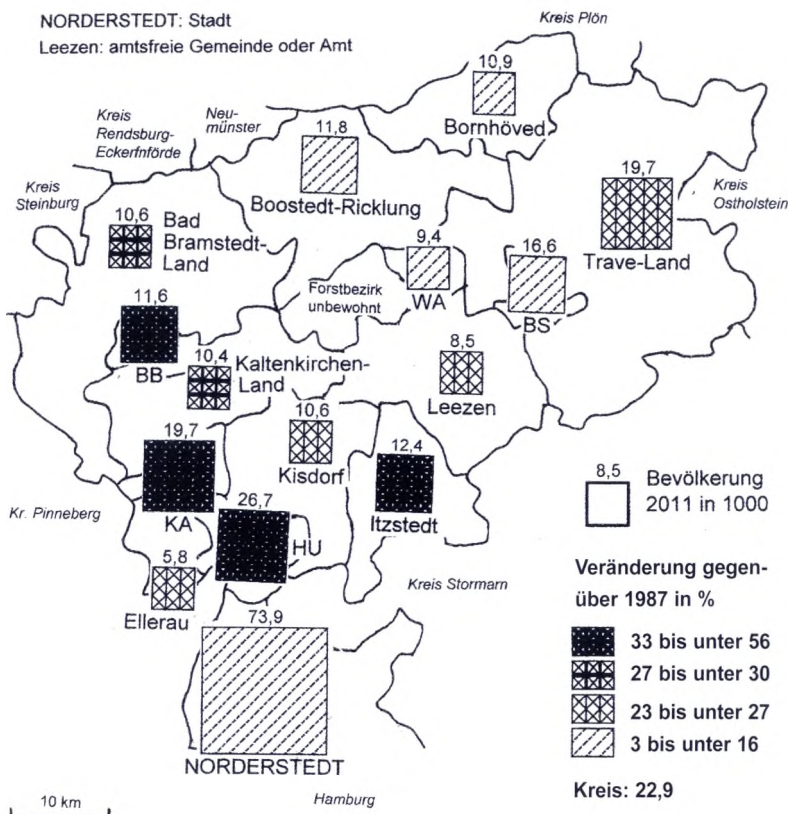 NORDERSTEDT: Stadt
Leezen: amtsfreie Gemeinde oder Amt
Kreis Plön
10,9
Bornhöved
Kreis
Rendsburg-
Eckerfnförde
Neu-
münster
11,8
Boostedt-Ricklung
19,7
Trave-Land
Kreis
Ostholstein
Kreis
Steinburg
10,6
Bad
Bramstedt-
Land
9,4
WA
16,6
BS
Forstbezirk
unbewohnt
11,6
BB
10,4
Kaltenkirchen-
Land
8,5
Leezen
10,6
Kisdorf
12,4
Itzstedt
19,7
KA
26,7
HU
Kr. Pinneberg
5,8
Ellerau
Kreis Stormarn
73,9
NORDERSTEDT
Hamburg
10 km
8,5
Bevölkerung
2011 in 1000
Veränderung gegen-
über 1987 in %
33 bis unter 56
27 bis unter 30
23 bis unter 27
3 bis unter 16
Kreis: 22,9